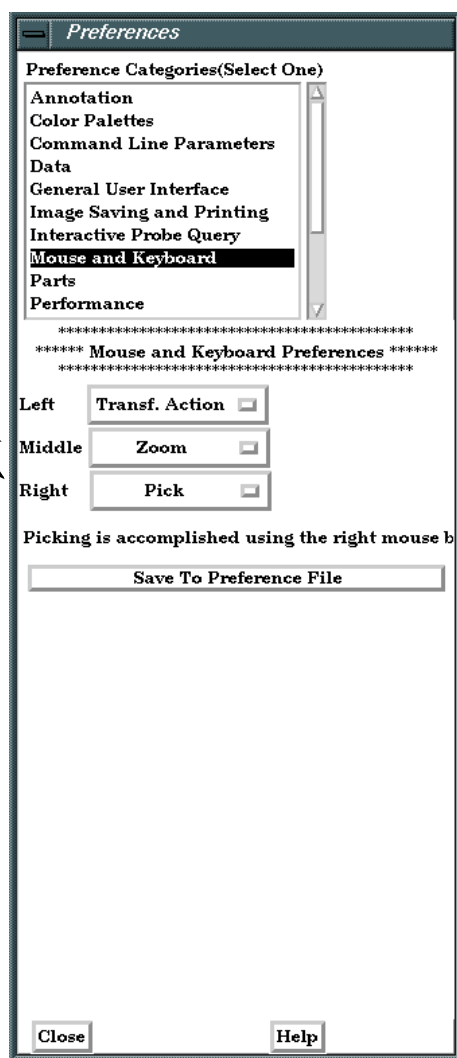 Preferences
Preference Categories(Select One)
Annotation
Color Palettes
Command Line Parameters
Data
General User Interface
Image Saving and Printing
Interactive Probe Query
Mouse and Keyboard
Parts
Performance
********************************************
****** Mouse and Keyboard Preferences ******
********************************************
Left Transf. Action
Middle Zoom
Right Pick
Picking is accomplished using the right mouse b
Save To Preference File
Close Help